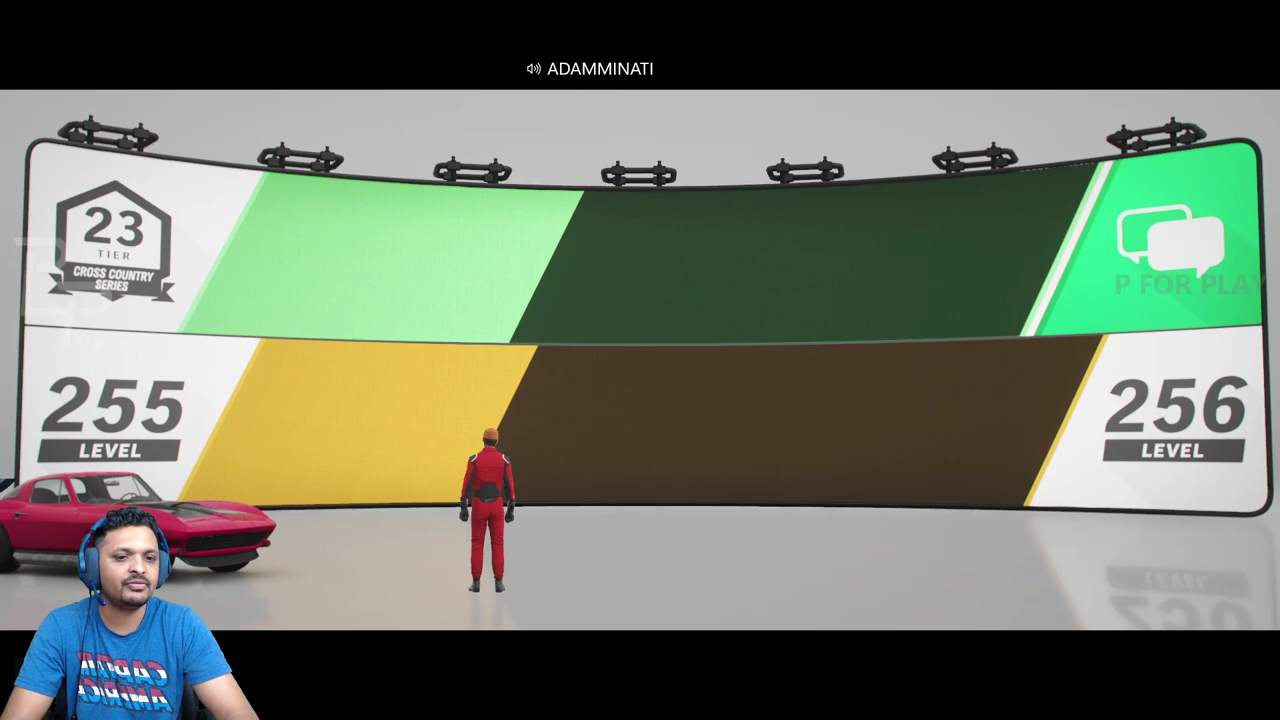 ADAMMINATI
23
TIER
CROSS COUNTRY
SERIES
P FOR PLAY
255
LEVEL
256
LEVEL